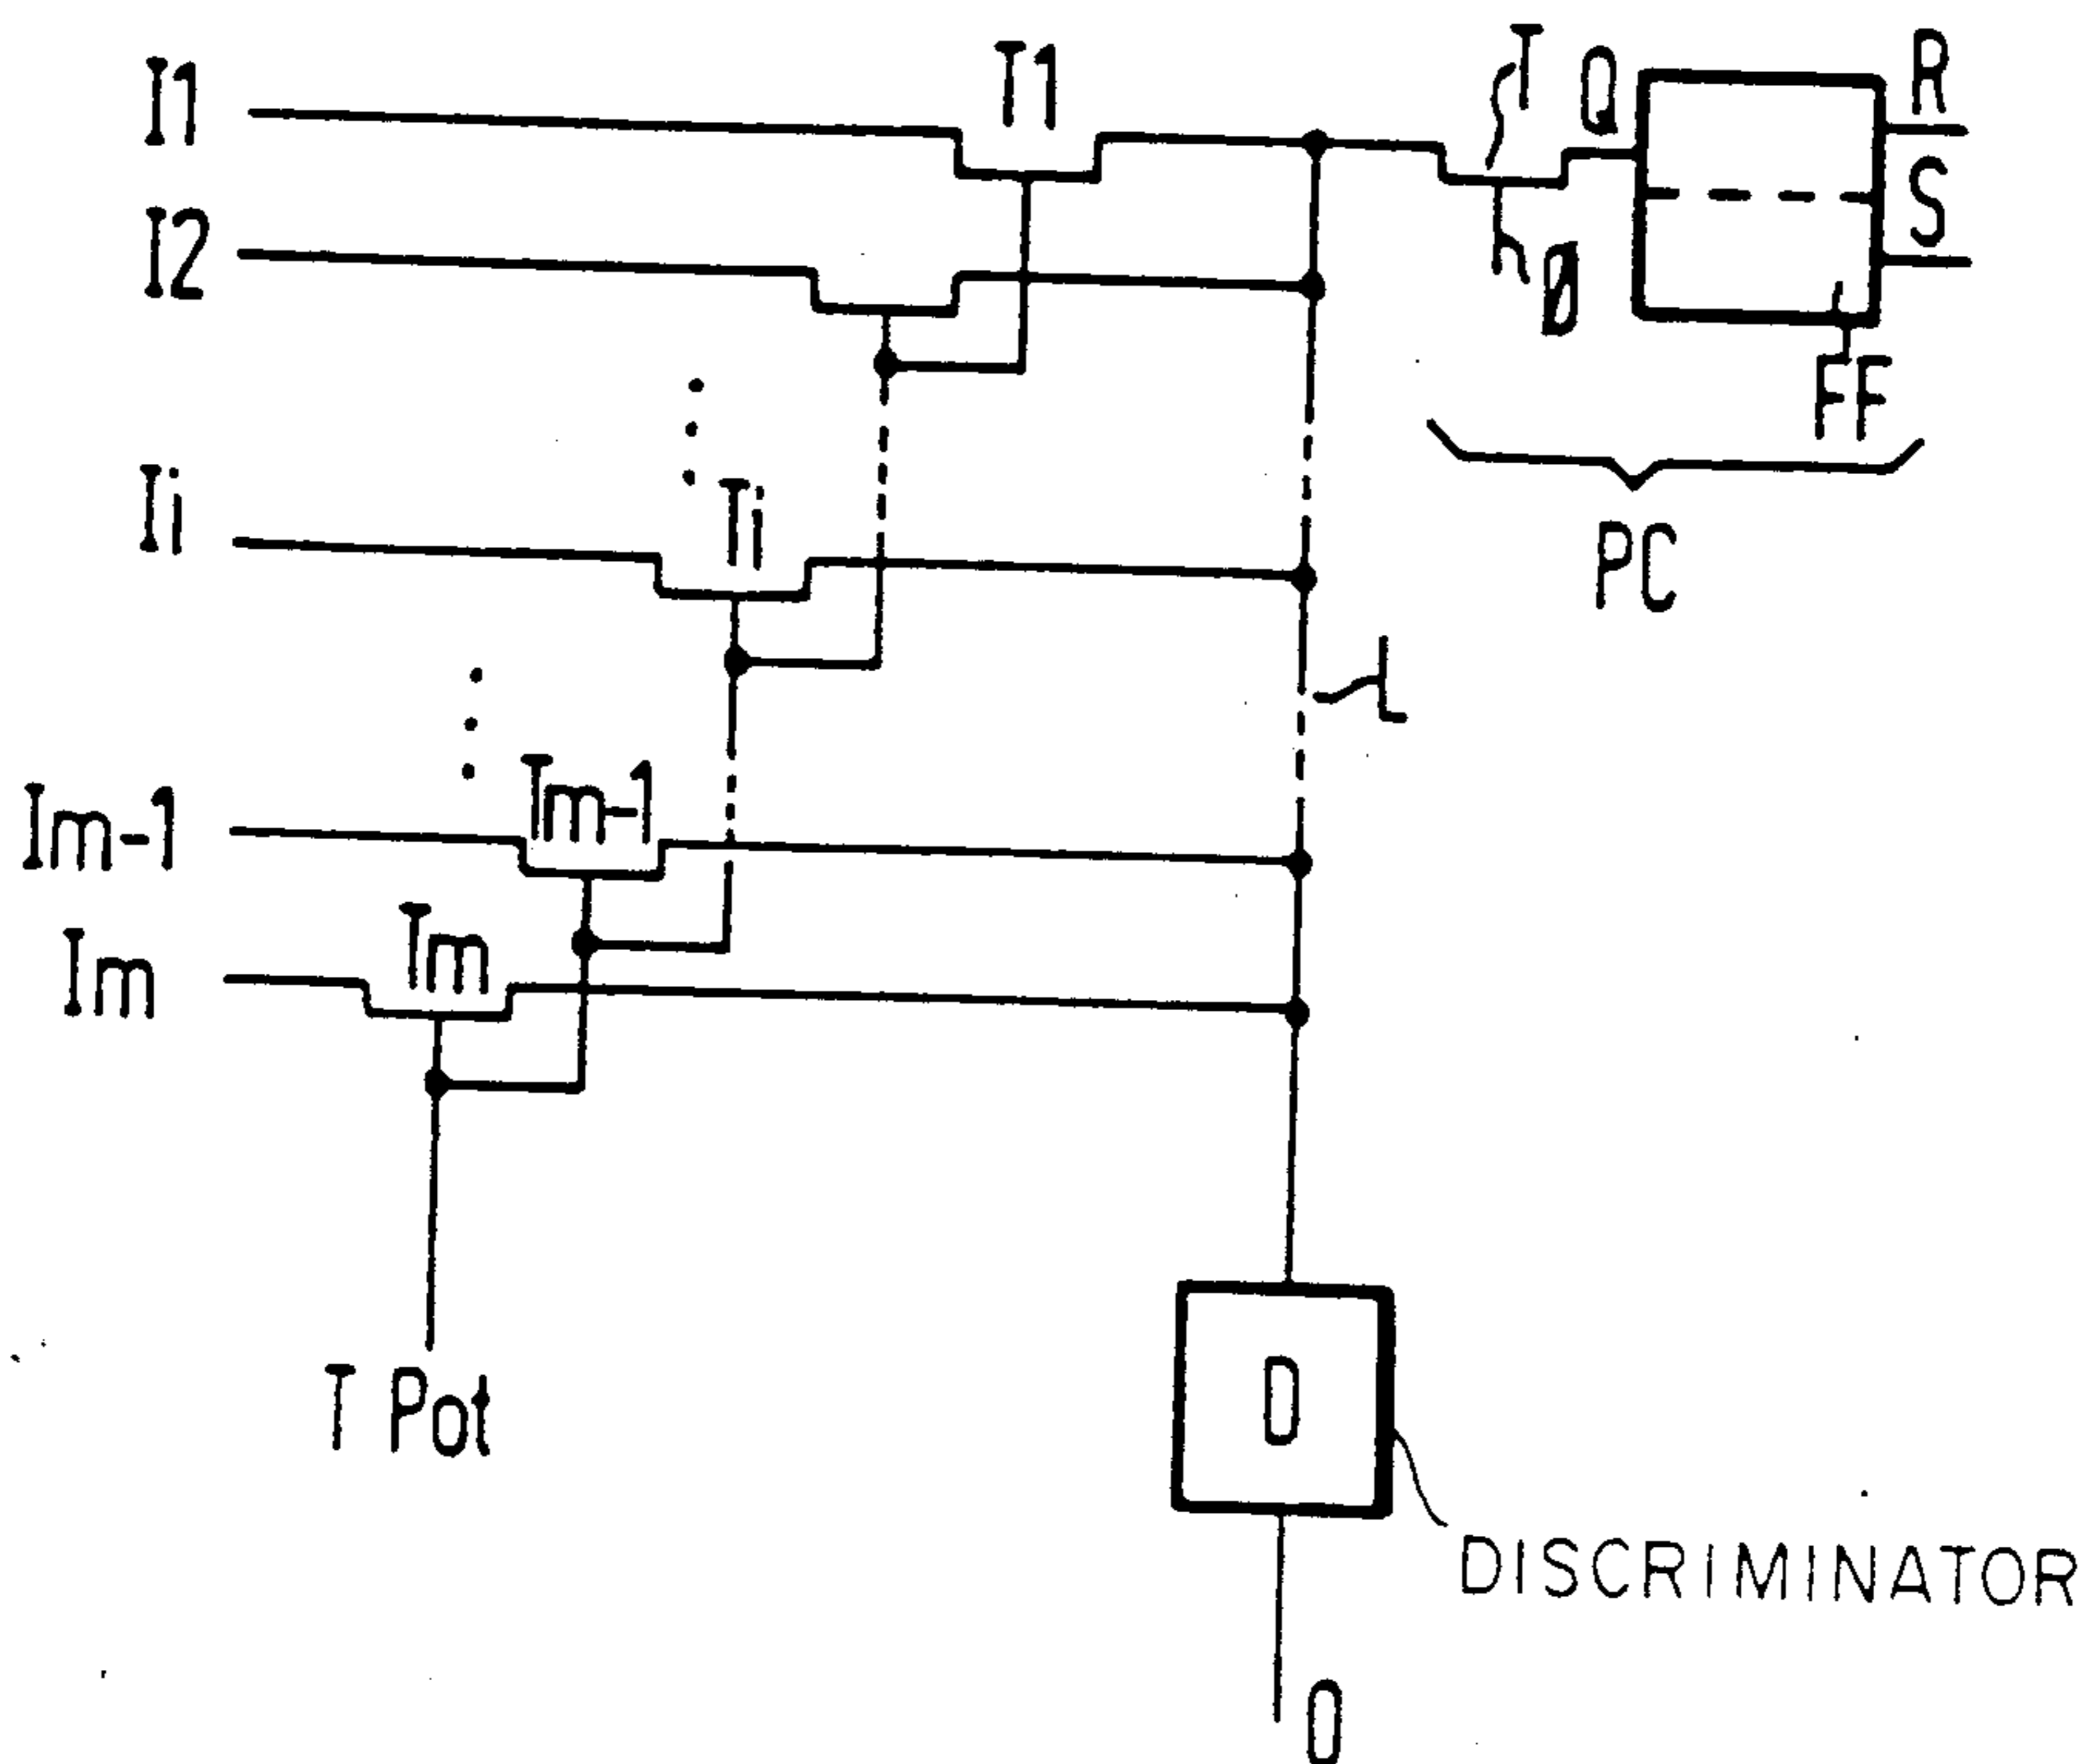 I1
T1
T
Q
R
I2
S
Ø
FF
Ii
Ti
PC
L
Im-1
Tm-1
Im
Tm
T Pot
D
DISCRIMINATOR
O